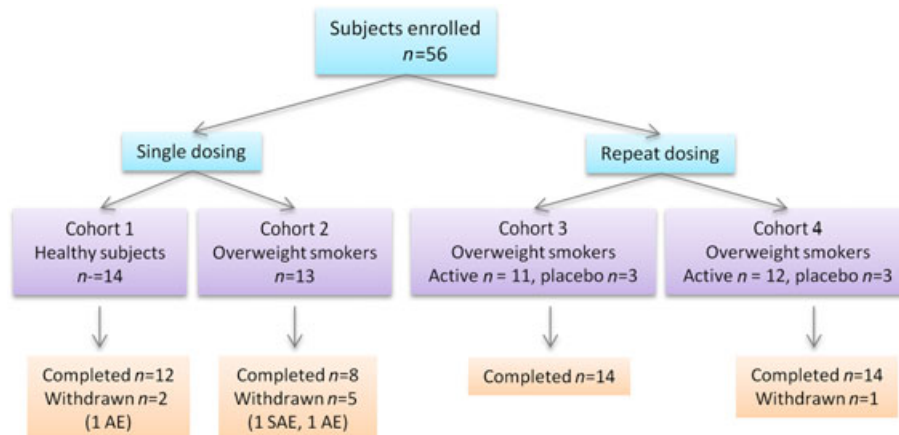 Subjects enrolled
n=56
Single dosing
Repeat dosing
Cohort 1
Healthy subjects
n-=14
Cohort 2
Overweight smokers
n=13
Cohort 3
Overweight smokers
Active n = 11, placebo n=3
Cohort 4
Overweight smokers
Active n = 12, placebo n=3
Completed n=12
Withdrawn n=2
(1 AE)
Completed n=8
Withdrawn n=5
(1 SAE, 1 AE)
Completed n=14
Completed n=14
Withdrawn n=1